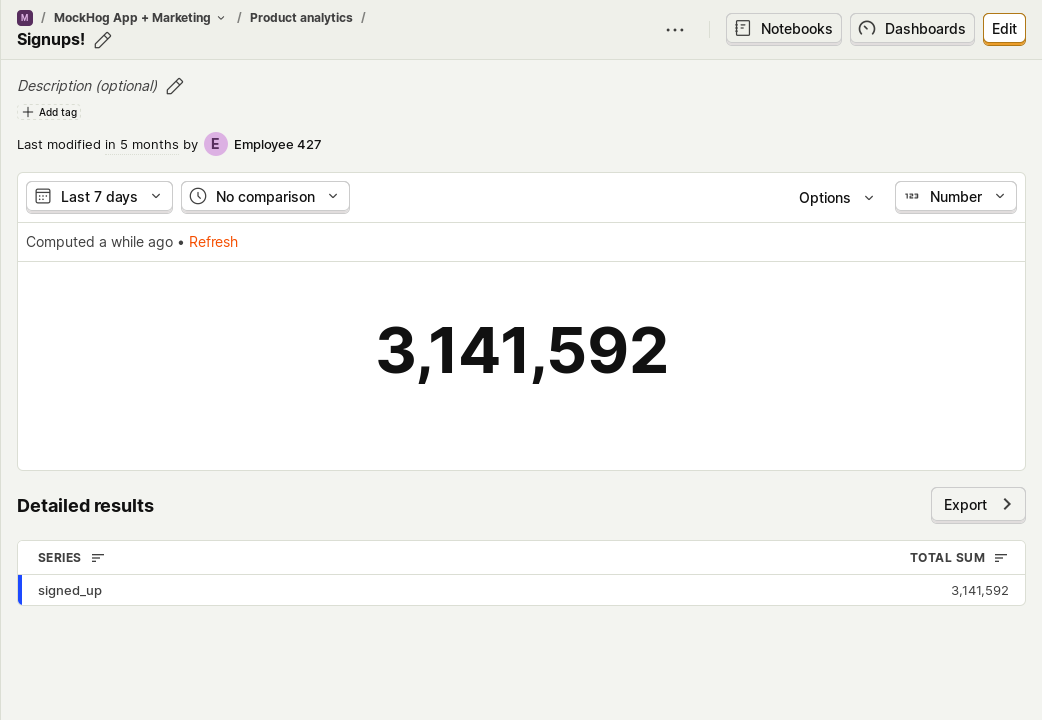 M / MockHog App + Marketing / Product analytics /
Signups!
Notebooks
Dashboards
Edit
Description (optional)
Add tag
Last modified in 5 months by E Employee 427
Last 7 days
No comparison
Options
123 Number
Computed a while ago • Refresh
3,141,592
Detailed results
Export
SERIES
TOTAL SUM
signed_up
3,141,592